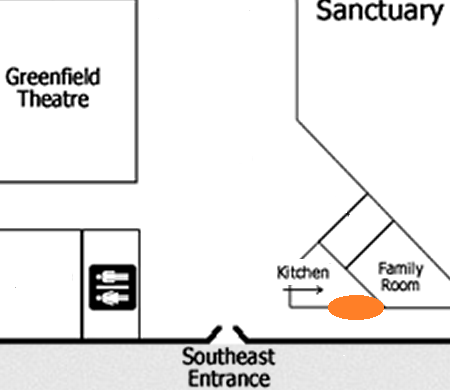 Sanctuary
Greenfield
Theatre
Kitchen
Family
Room
Southeast
Entrance